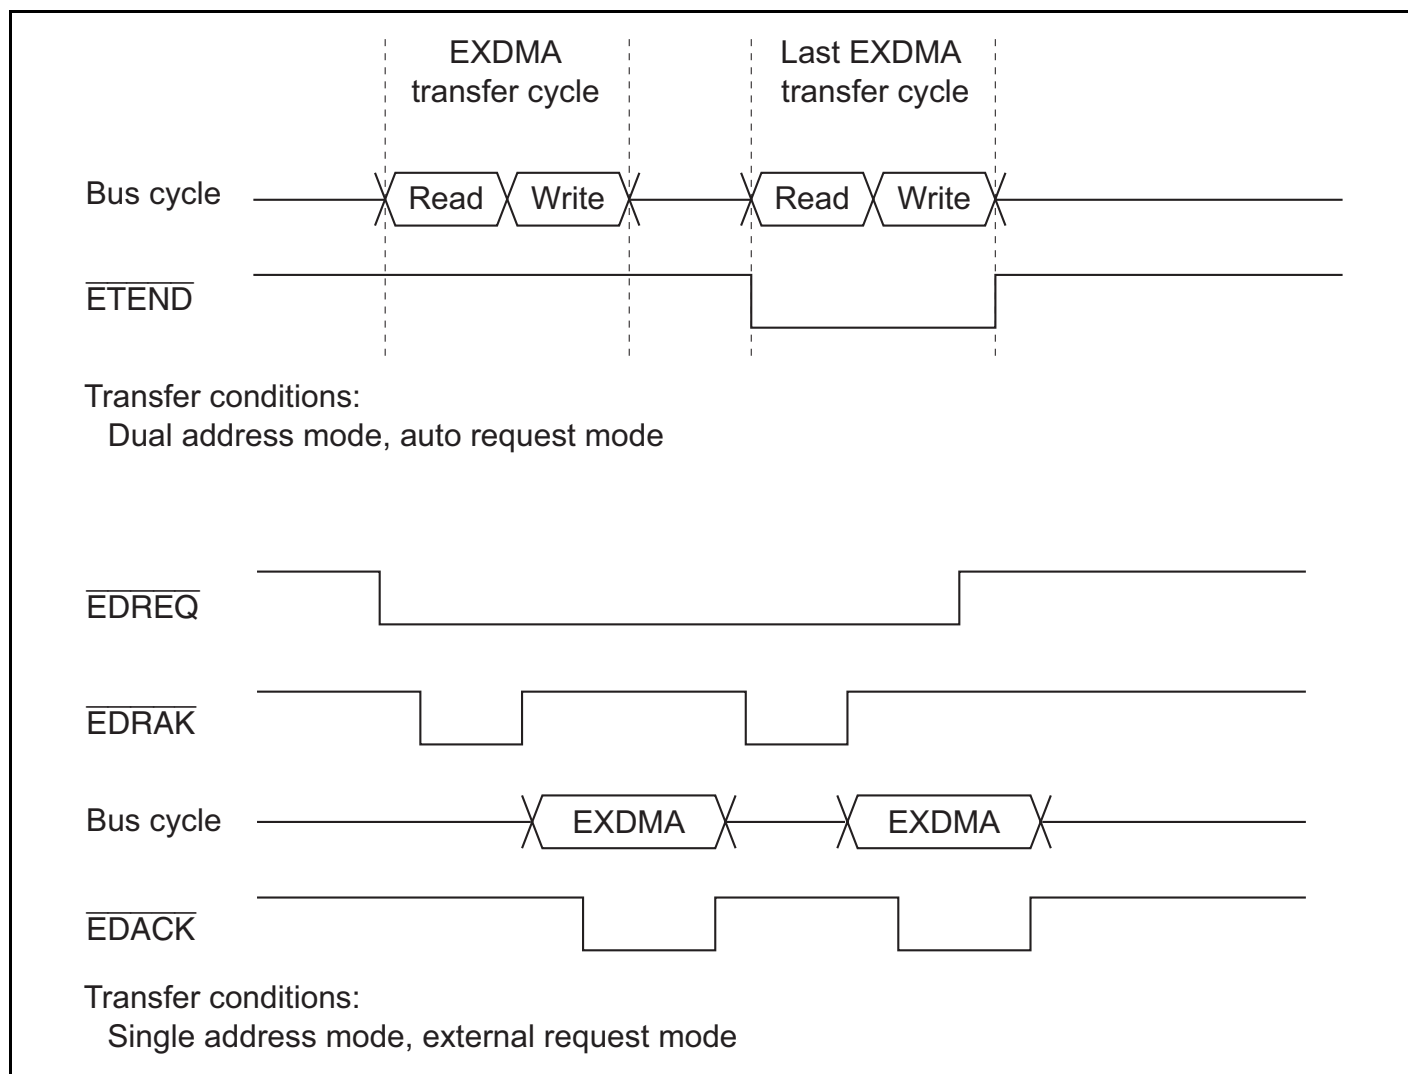 EXDMA
transfer cycle
Last EXDMA
transfer cycle
Bus cycle
Read
Write
Read
Write
ETEND
Transfer conditions:
Dual address mode, auto request mode
EDREQ
EDRAK
Bus cycle
EXDMA
EXDMA
EDACK
Transfer conditions:
Single address mode, external request mode